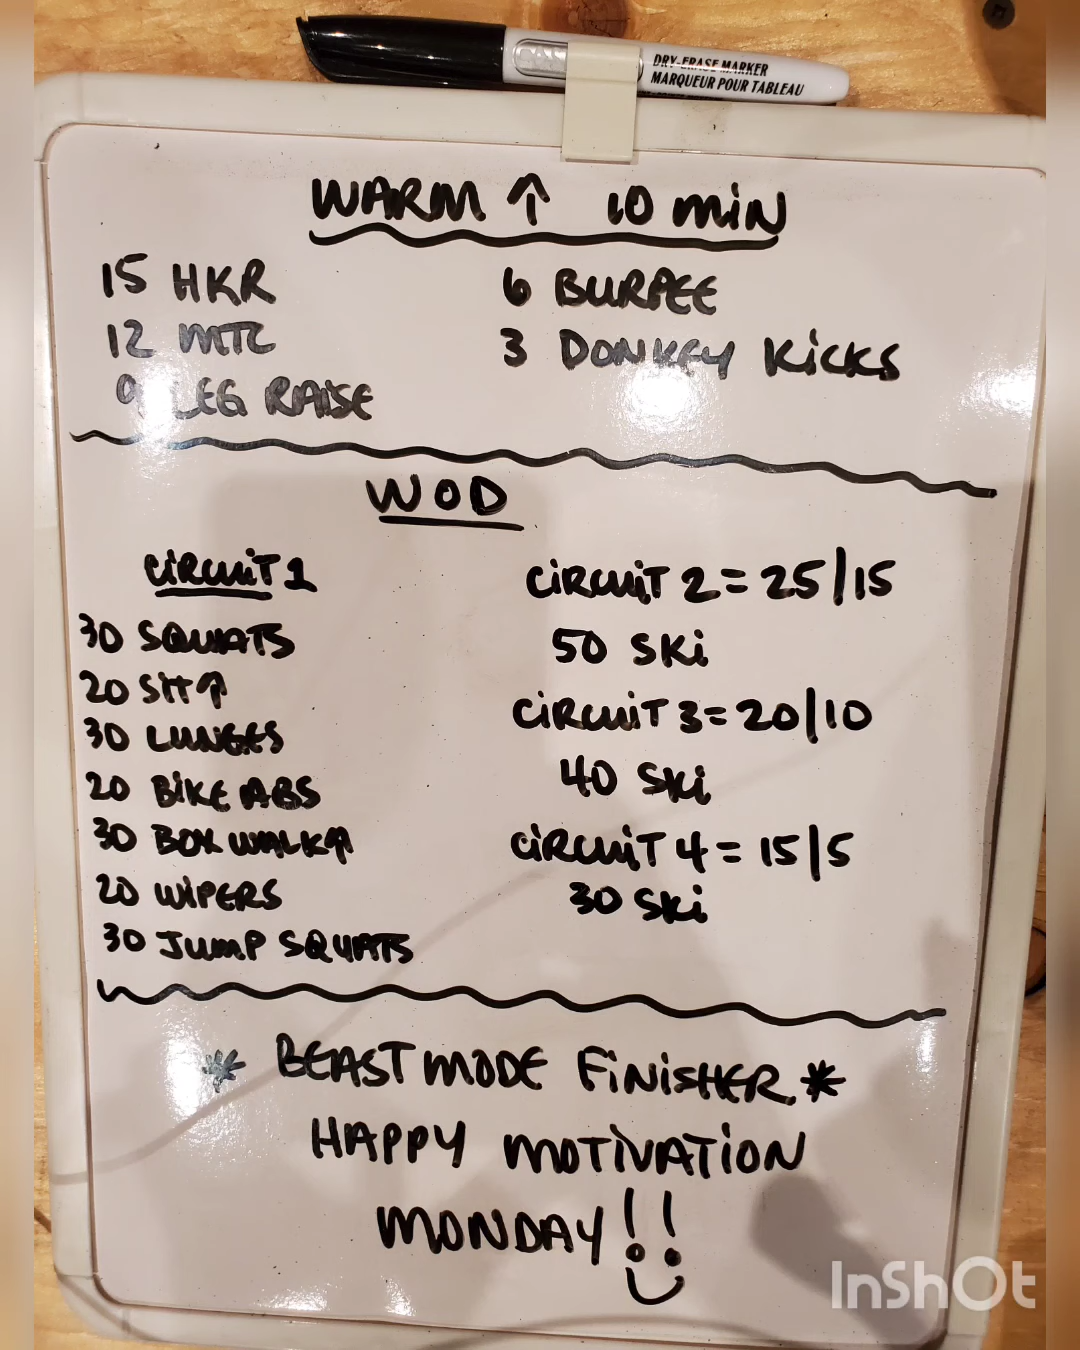 DRY-ERASE MARKER
MARQUEUR POUR TABLEAU
WARM ↑ 10 MIN
15 HKR
12 MTC
9 LEG RAISE
6 BURPEE
3 DONKEY KICKS
WOD
CIRCUIT 1
30 SQUATS
20 SIT↑
30 LUNGES
20 BIKE ABS
30 BOX WALK↑
20 WIPERS
30 JUMP SQUATS
CIRCUIT 2 = 25/15
50 SKI
CIRCUIT 3 = 20/10
40 SKI
CIRCUIT 4 = 15/5
30 SKI
* BEAST MODE FINISHER *
HAPPY MOTIVATION
MONDAY!!
InShOt